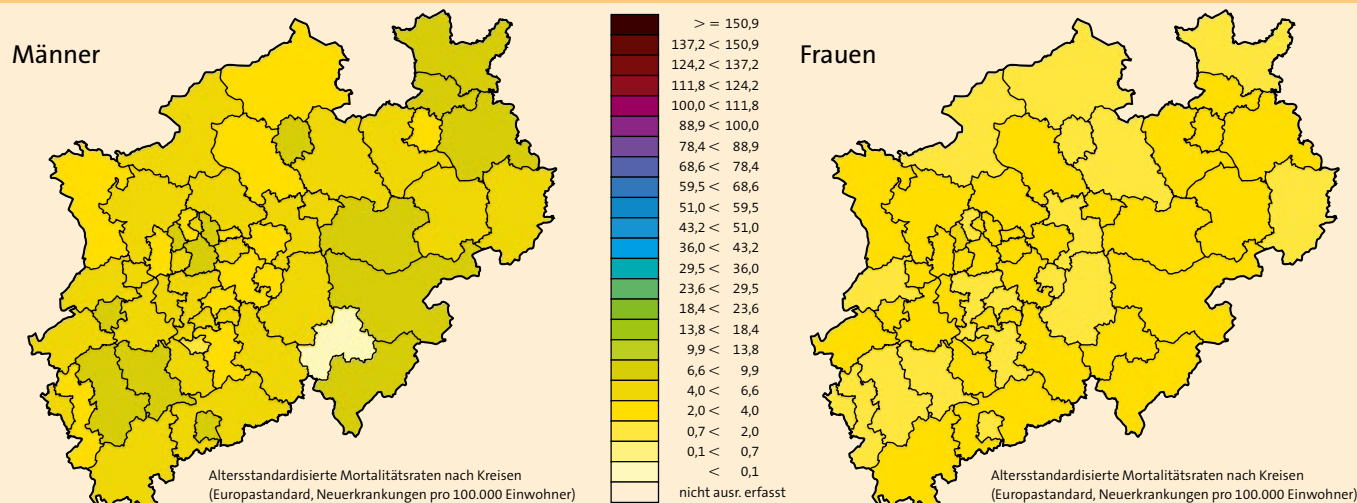 Männer
> = 150,9
137,2 < 150,9
124,2 < 137,2
111,8 < 124,2
100,0 < 111,8
88,9 < 100,0
78,4 < 88,9
68,6 < 78,4
59,5 < 68,6
51,0 < 59,5
43,2 < 51,0
36,0 < 43,2
29,5 < 36,0
23,6 < 29,5
18,4 < 23,6
13,8 < 18,4
9,9 < 13,8
6,6 < 9,9
4,0 < 6,6
2,0 < 4,0
0,7 < 2,0
0,1 < 0,7
< 0,1
nicht ausr. erfasst
Altersstandardisierte Mortalitätsraten nach Kreisen
(Europastandard, Neuerkrankungen pro 100.000 Einwohner)
Frauen
Altersstandardisierte Mortalitätsraten nach Kreisen
(Europastandard, Neuerkrankungen pro 100.000 Einwohner)